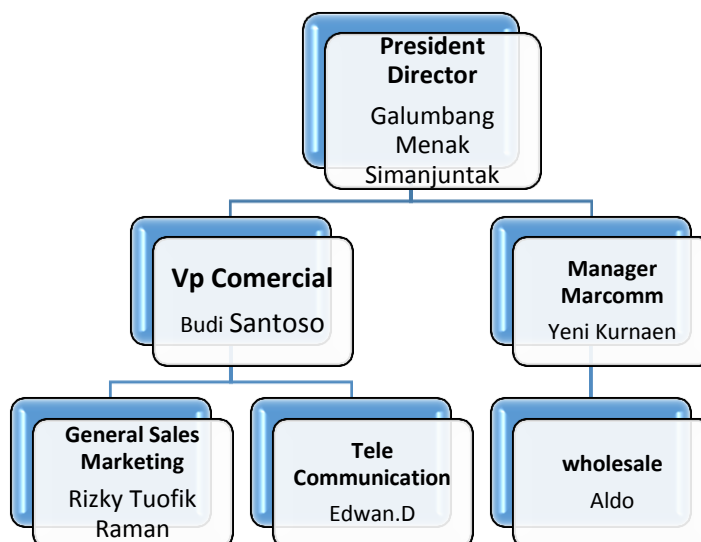 President
Director
Galumbang
Menak
Simanjuntak
Vp Comercial
Budi Santoso
Manager
Marcomm
Yeni Kurnaen
General Sales
Marketing
Rizky Tuofik
Raman
Tele
Communication
Edwan.D
wholesale
Aldo